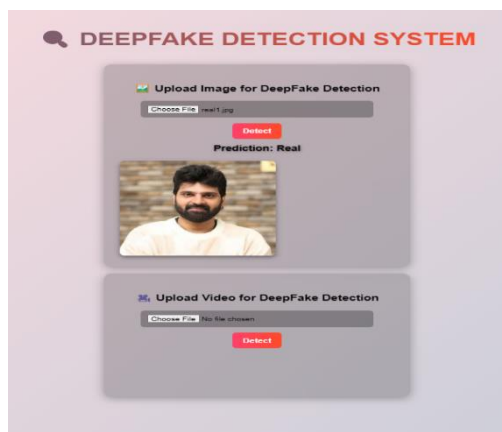 DEEPFAKE DETECTION SYSTEM
Upload Image for DeepFake Detection
Choose File real1.jpg
Detect
Prediction: Real
Upload Video for DeepFake Detection
Choose File No file chosen
Detect